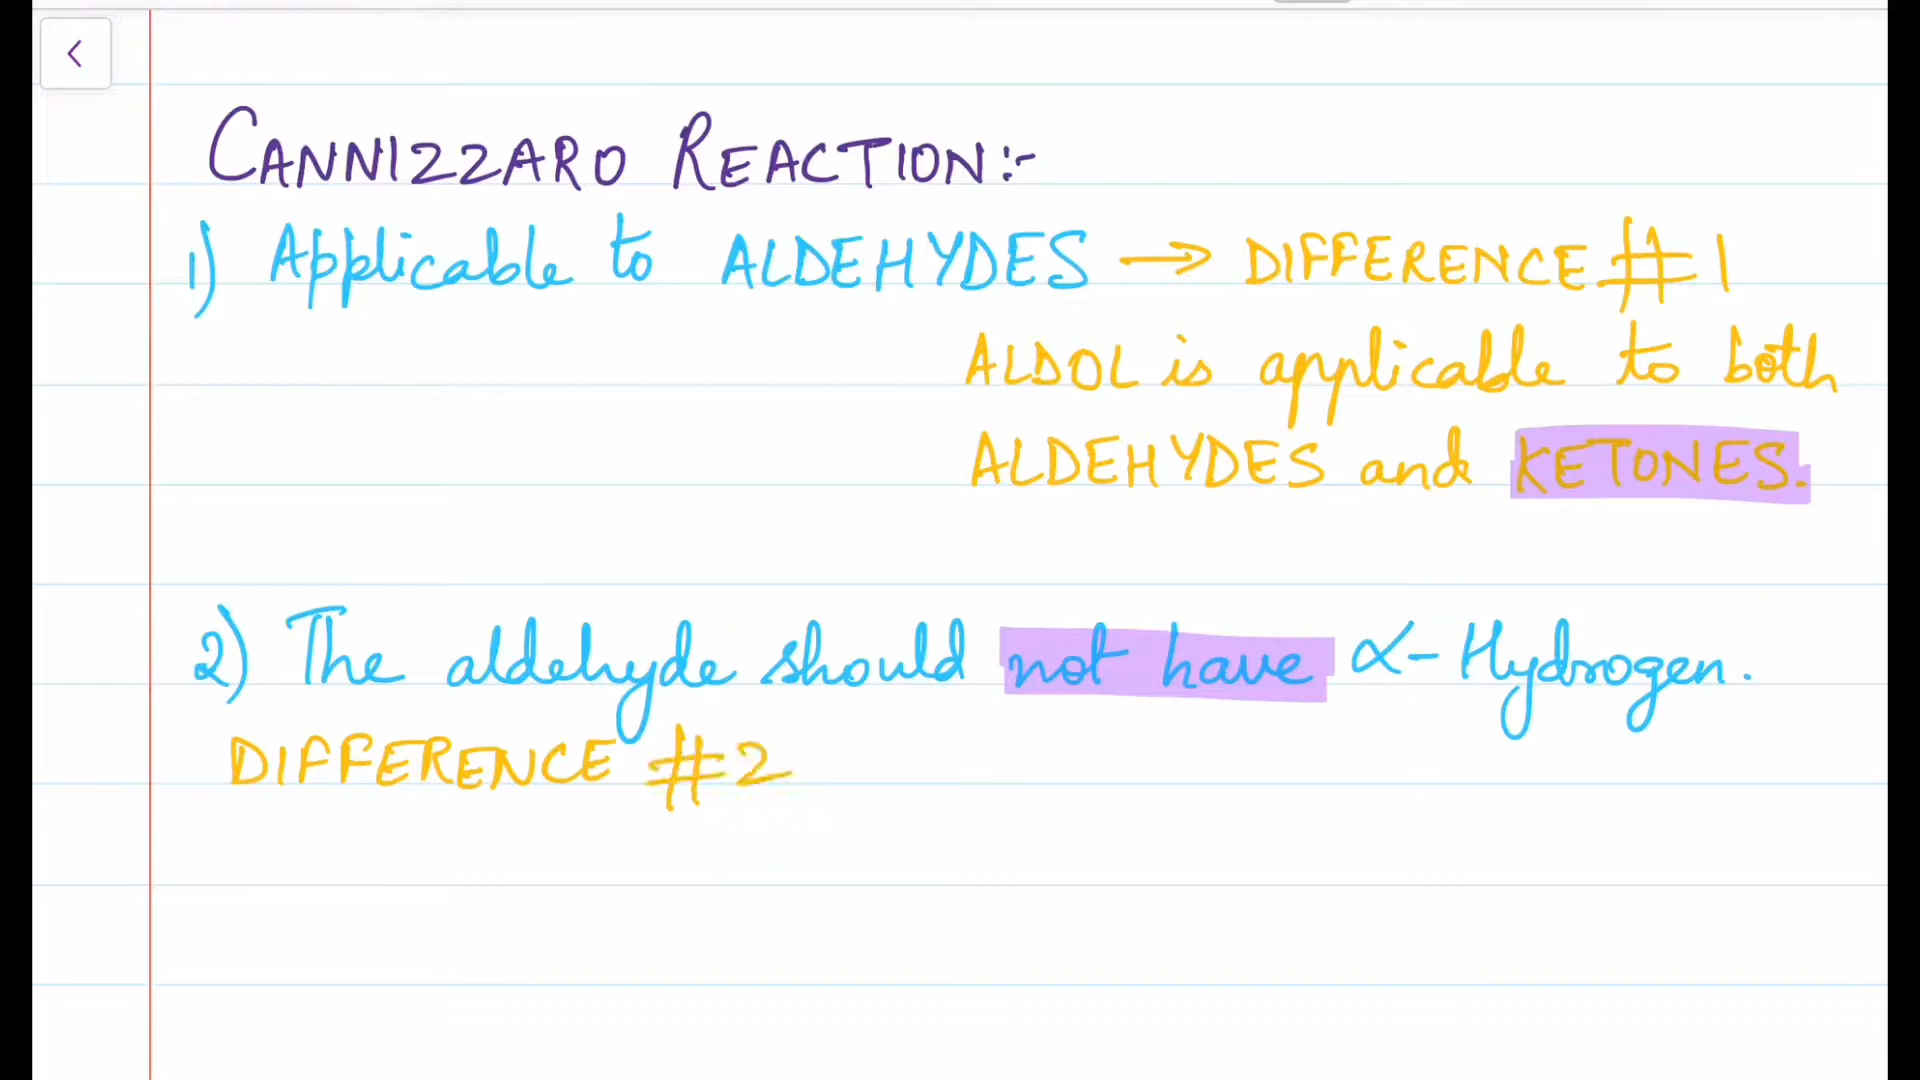 CANNIZZARO REACTION:-
1) Applicable to ALDEHYDES → DIFFERENCE #1
ALDOL is applicable to both
ALDEHYDES and KETONES.
2) The aldehyde should not have α-Hydrogen.
DIFFERENCE #2